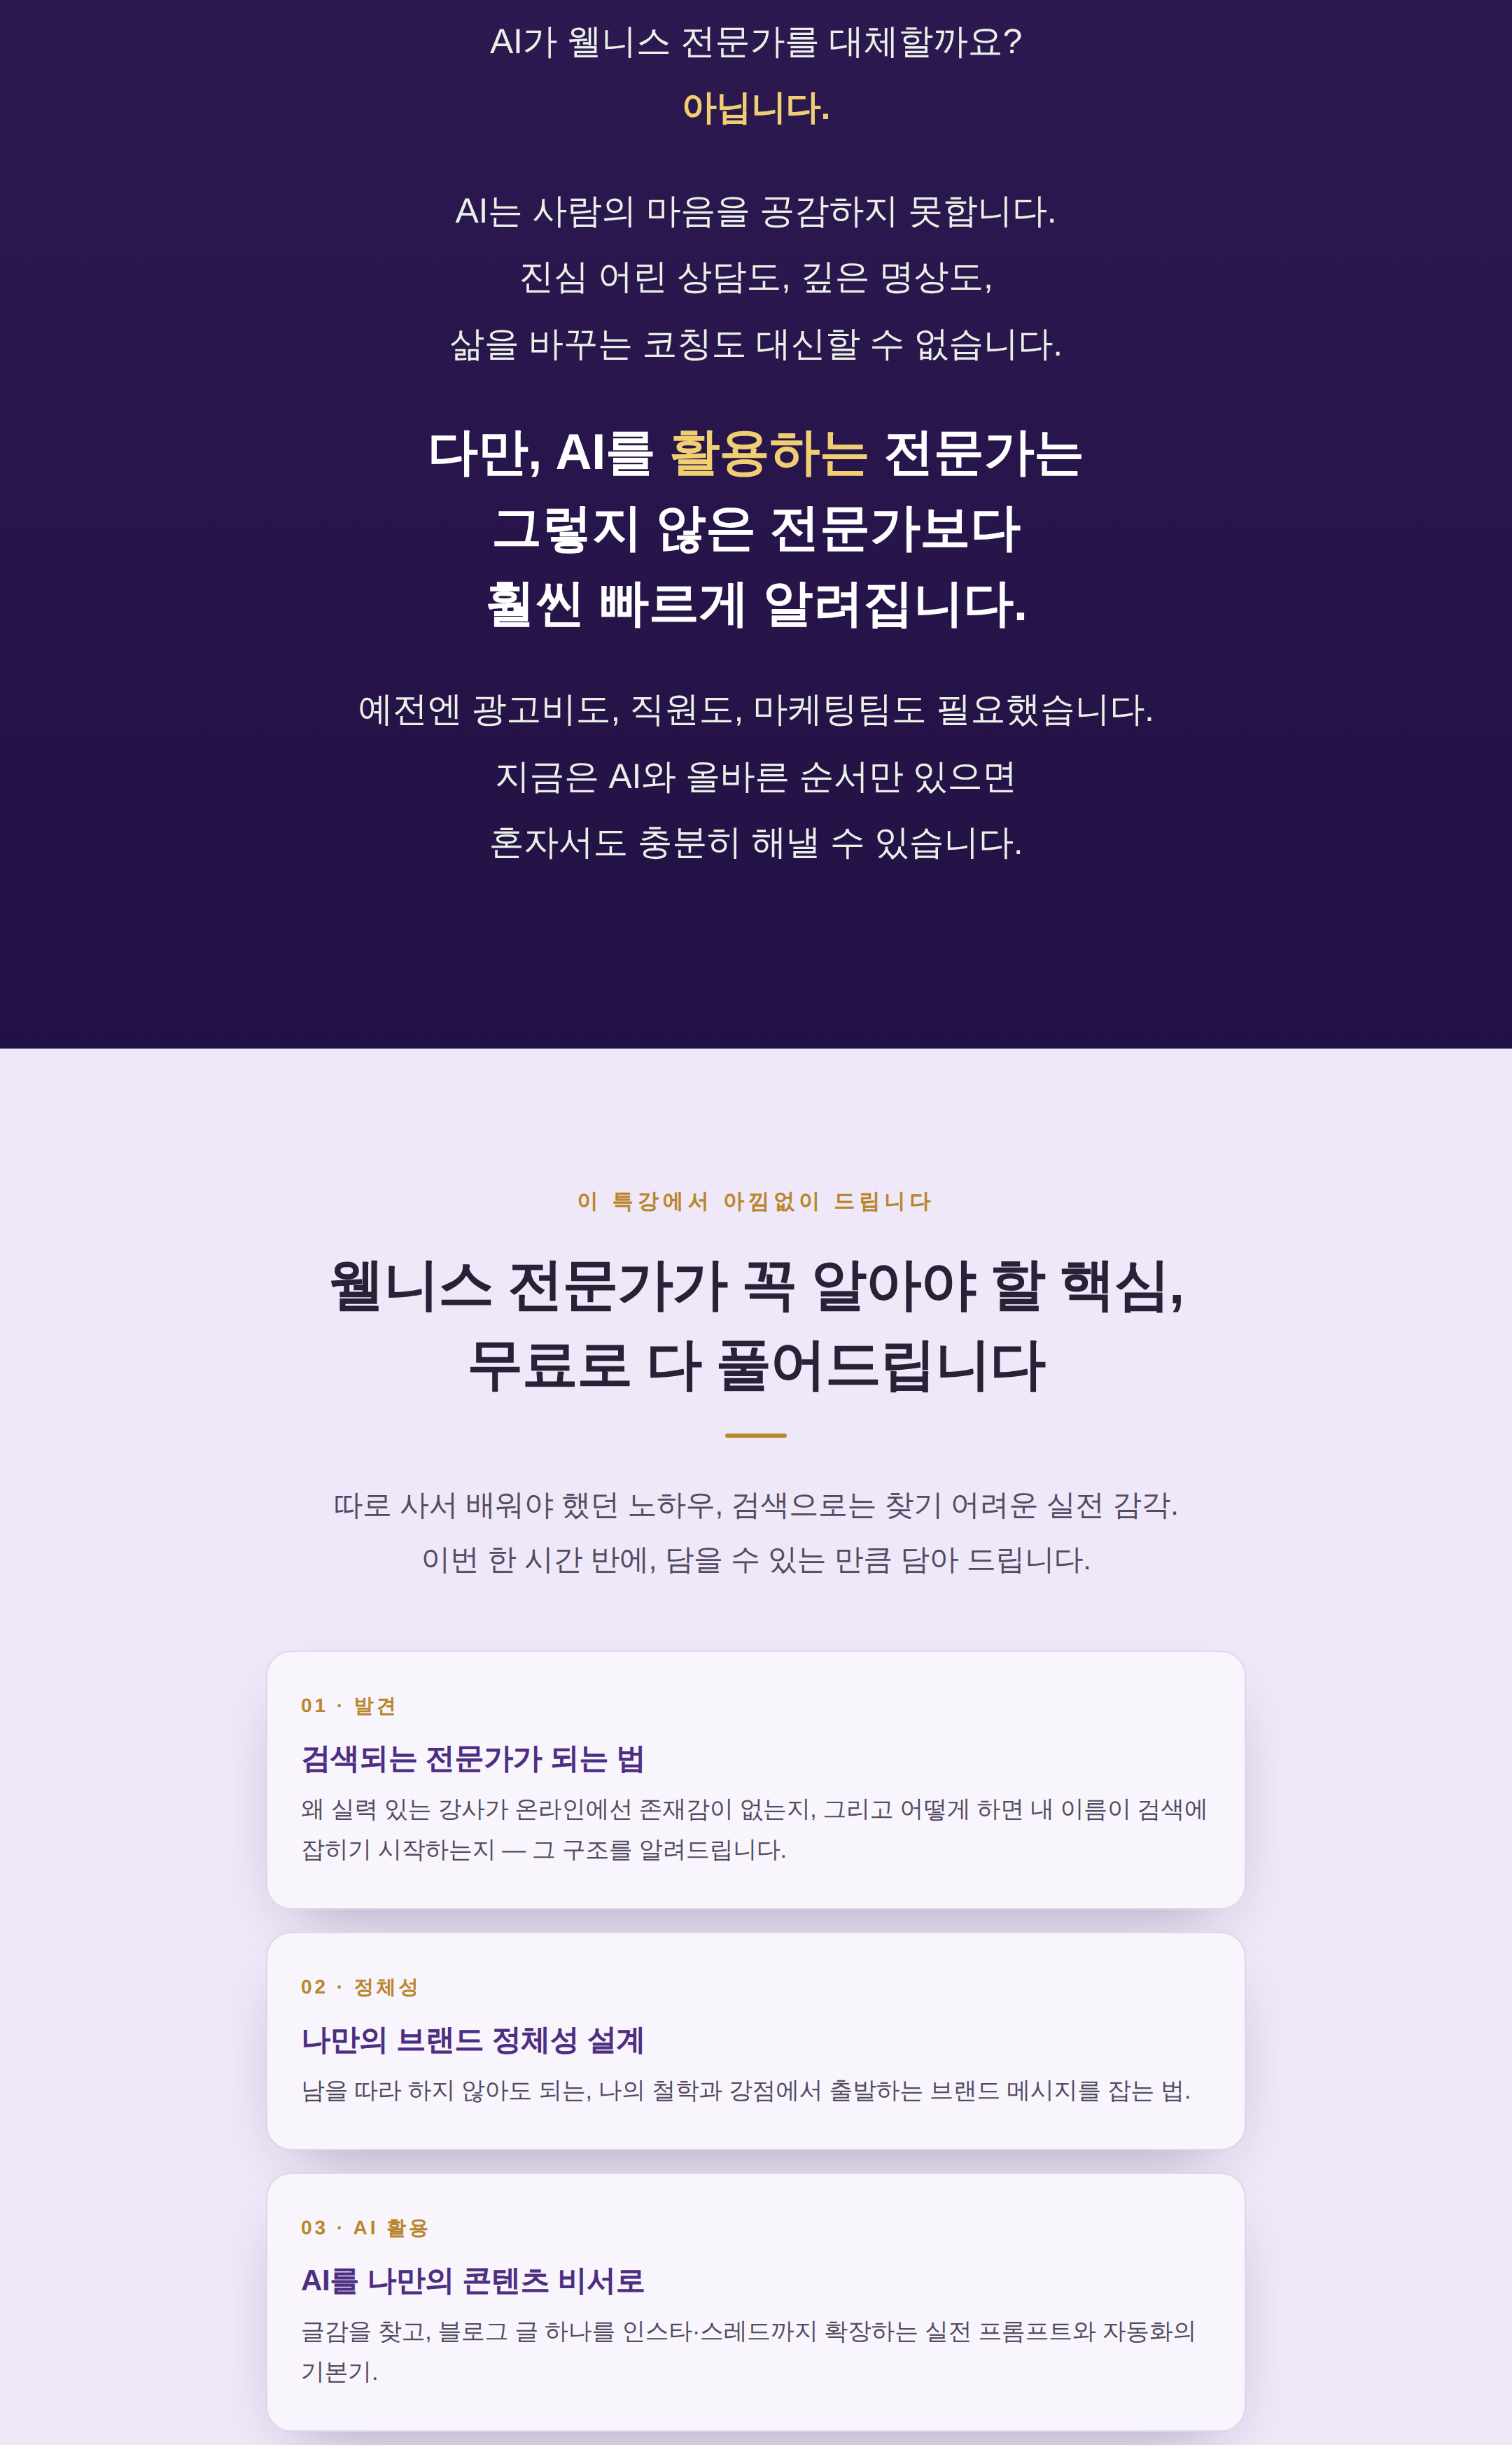 AI가 웰니스 전문가를 대체할까요?
아닙니다.
AI는 사람의 마음을 공감하지 못합니다.
진심 어린 상담도, 깊은 명상도,
삶을 바꾸는 코칭도 대신할 수 없습니다.
다만, AI를 활용하는 전문가는
그렇지 않은 전문가보다
훨씬 빠르게 알려집니다.
예전엔 광고비도, 직원도, 마케팅팀도 필요했습니다.
지금은 AI와 올바른 순서만 있으면
혼자서도 충분히 해낼 수 있습니다.
이 특강에서 아낌없이 드립니다
웰니스 전문가가 꼭 알아야 할 핵심,
무료로 다 풀어드립니다
따로 사서 배워야 했던 노하우, 검색으로는 찾기 어려운 실전 감각.
이번 한 시간 반에, 담을 수 있는 만큼 담아 드립니다.
01 · 발견
검색되는 전문가가 되는 법
왜 실력 있는 강사가 온라인에선 존재감이 없는지, 그리고 어떻게 하면 내 이름이 검색에
잡히기 시작하는지 — 그 구조를 알려드립니다.
02 · 정체성
나만의 브랜드 정체성 설계
남을 따라 하지 않아도 되는, 나의 철학과 강점에서 출발하는 브랜드 메시지를 잡는 법.
03 · AI 활용
AI를 나만의 콘텐츠 비서로
글감을 찾고, 블로그 글 하나를 인스타·스레드까지 확장하는 실전 프롬프트와 자동화의
기본기.